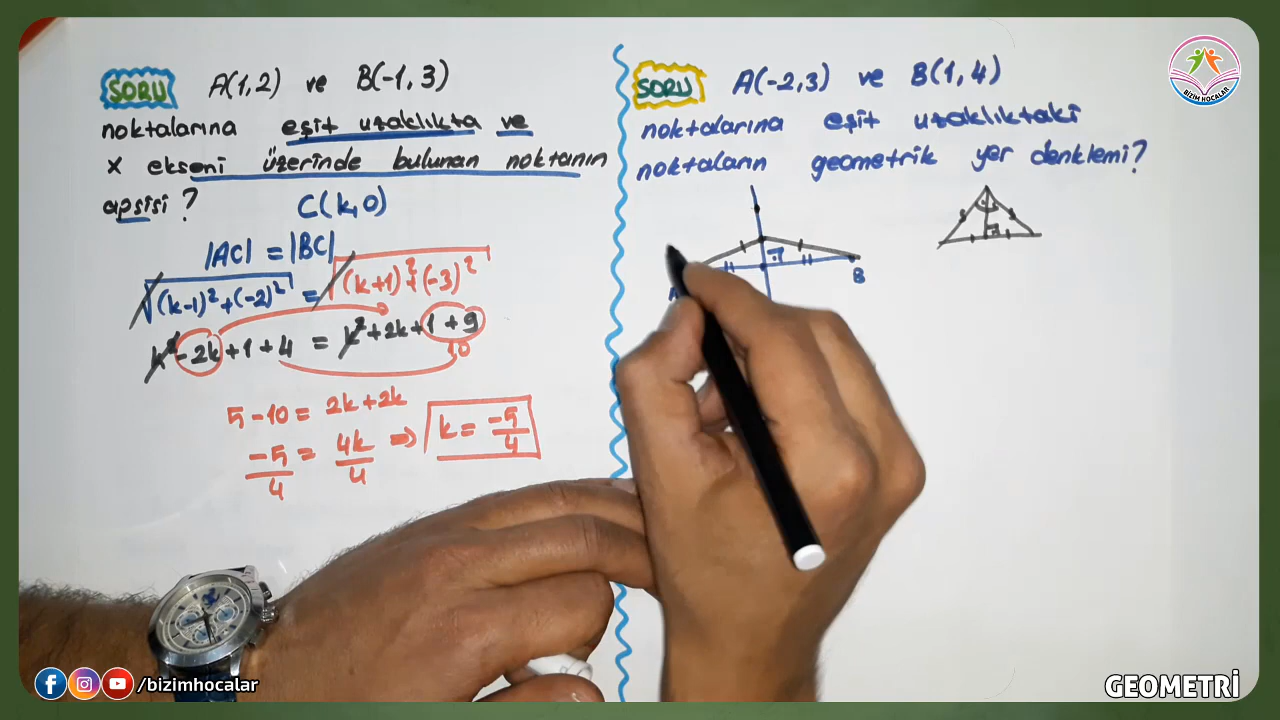 SORU A(1,2) ve B(-1,3)
noktalarına eşit uzaklıkta ve
x ekseni üzerinde bulunan noktanın
apsisi ?
C(k,0)
|AC| = |BC|
√(k-1)²+(-2)² = √(k+1)²+(-3)²
k²-2k+1+4 = k²+2k+1+9
10
5-10 = 2k+2k
-5/4 = 4k/4 ⇒ k = -5/4
SORU A(-2,3) ve B(1,4)
noktalarına eşit uzaklıktaki
noktaların geometrik yer denklemi?
A
B
BİZİM HOCALAR
/bizimhocalar
GEOMETRİ